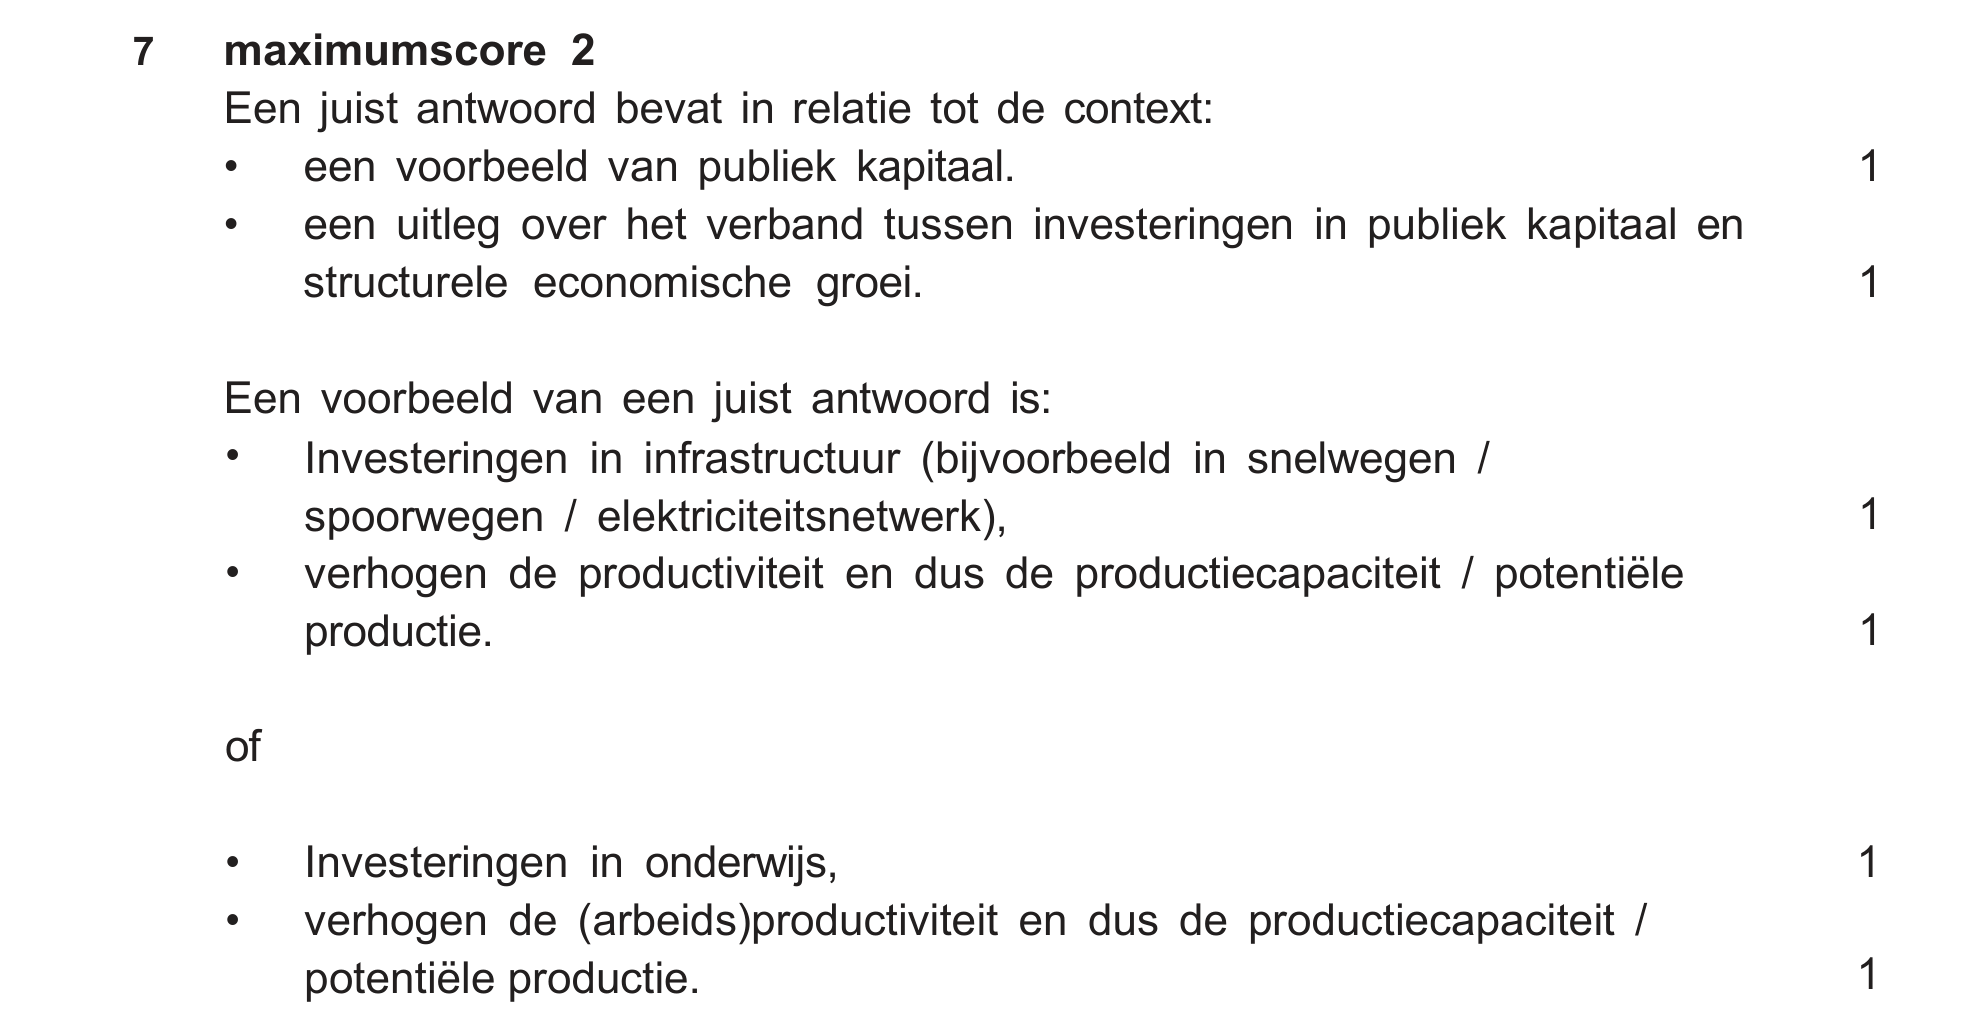 7 maximumscore 2
Een juist antwoord bevat in relatie tot de context:
• een voorbeeld van publiek kapitaal. 1
• een uitleg over het verband tussen investeringen in publiek kapitaal en
structurele economische groei. 1
Een voorbeeld van een juist antwoord is:
• Investeringen in infrastructuur (bijvoorbeeld in snelwegen /
spoorwegen / elektriciteitsnetwerk), 1
• verhogen de productiviteit en dus de productiecapaciteit / potentiële
productie. 1
of
• Investeringen in onderwijs, 1
• verhogen de (arbeids)productiviteit en dus de productiecapaciteit /
potentiële productie. 1